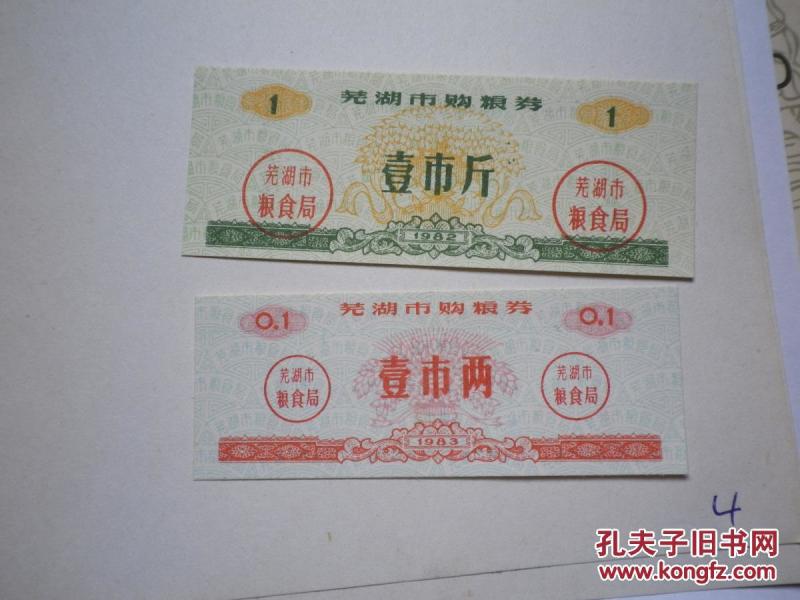 芜湖市购粮券
1
1
壹市斤
芜湖市
粮食局
芜湖市
粮食局
1982
芜湖市购粮券
0.1
0.1
壹市两
芜湖市
粮食局
芜湖市
粮食局
1983
4
孔夫子旧书网
www.kongfz.com